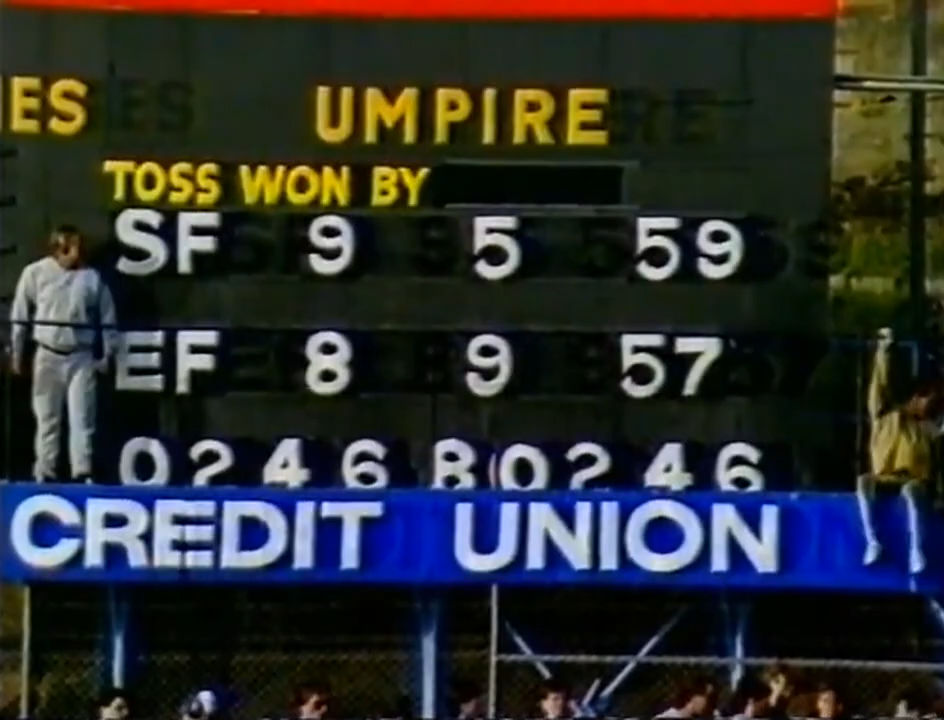 IES UMPIRE
TOSS WON BY
SF 9 5 59
EF 8 9 57
0 2 4 6 8 0 2 4 6
CREDIT UNION